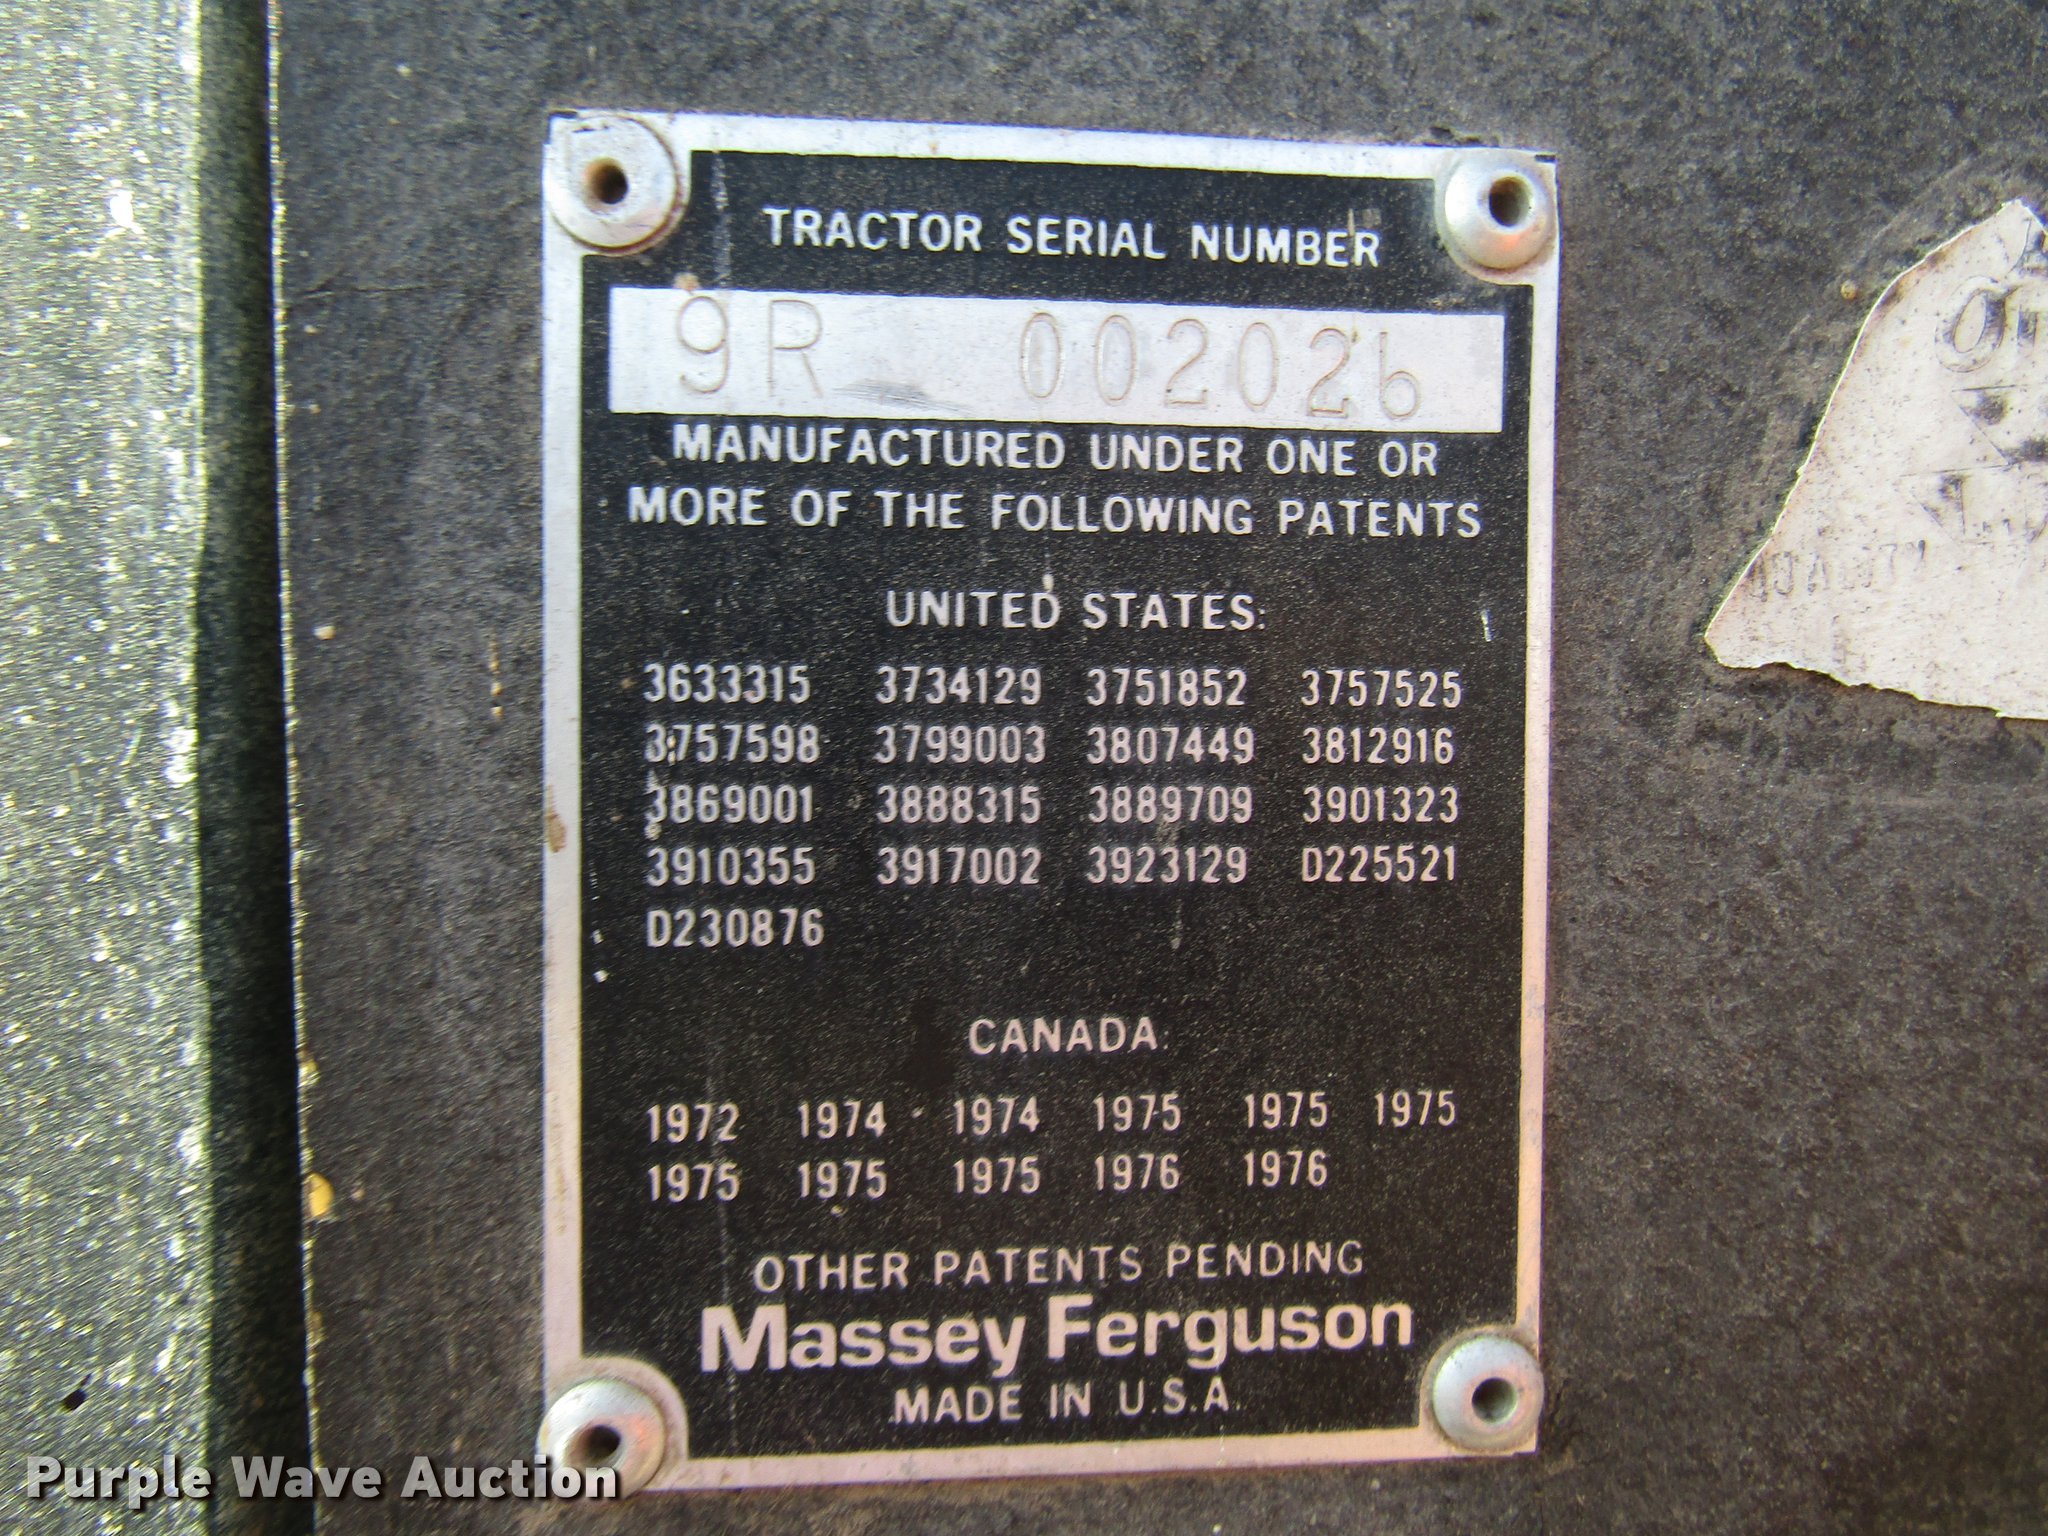 TRACTOR SERIAL NUMBER
9R 002026
MANUFACTURED UNDER ONE OR
MORE OF THE FOLLOWING PATENTS
UNITED STATES:
3633315 3734129 3751852 3757525
3757598 3799003 3807449 3812916
3869001 3888315 3889709 3901323
3910355 3917002 3923129 D225521
D230876
CANADA:
1972 1974 1974 1975 1975 1975
1975 1975 1975 1976 1976
OTHER PATENTS PENDING
Massey Ferguson
MADE IN U.S.A.
Purple Wave Auction